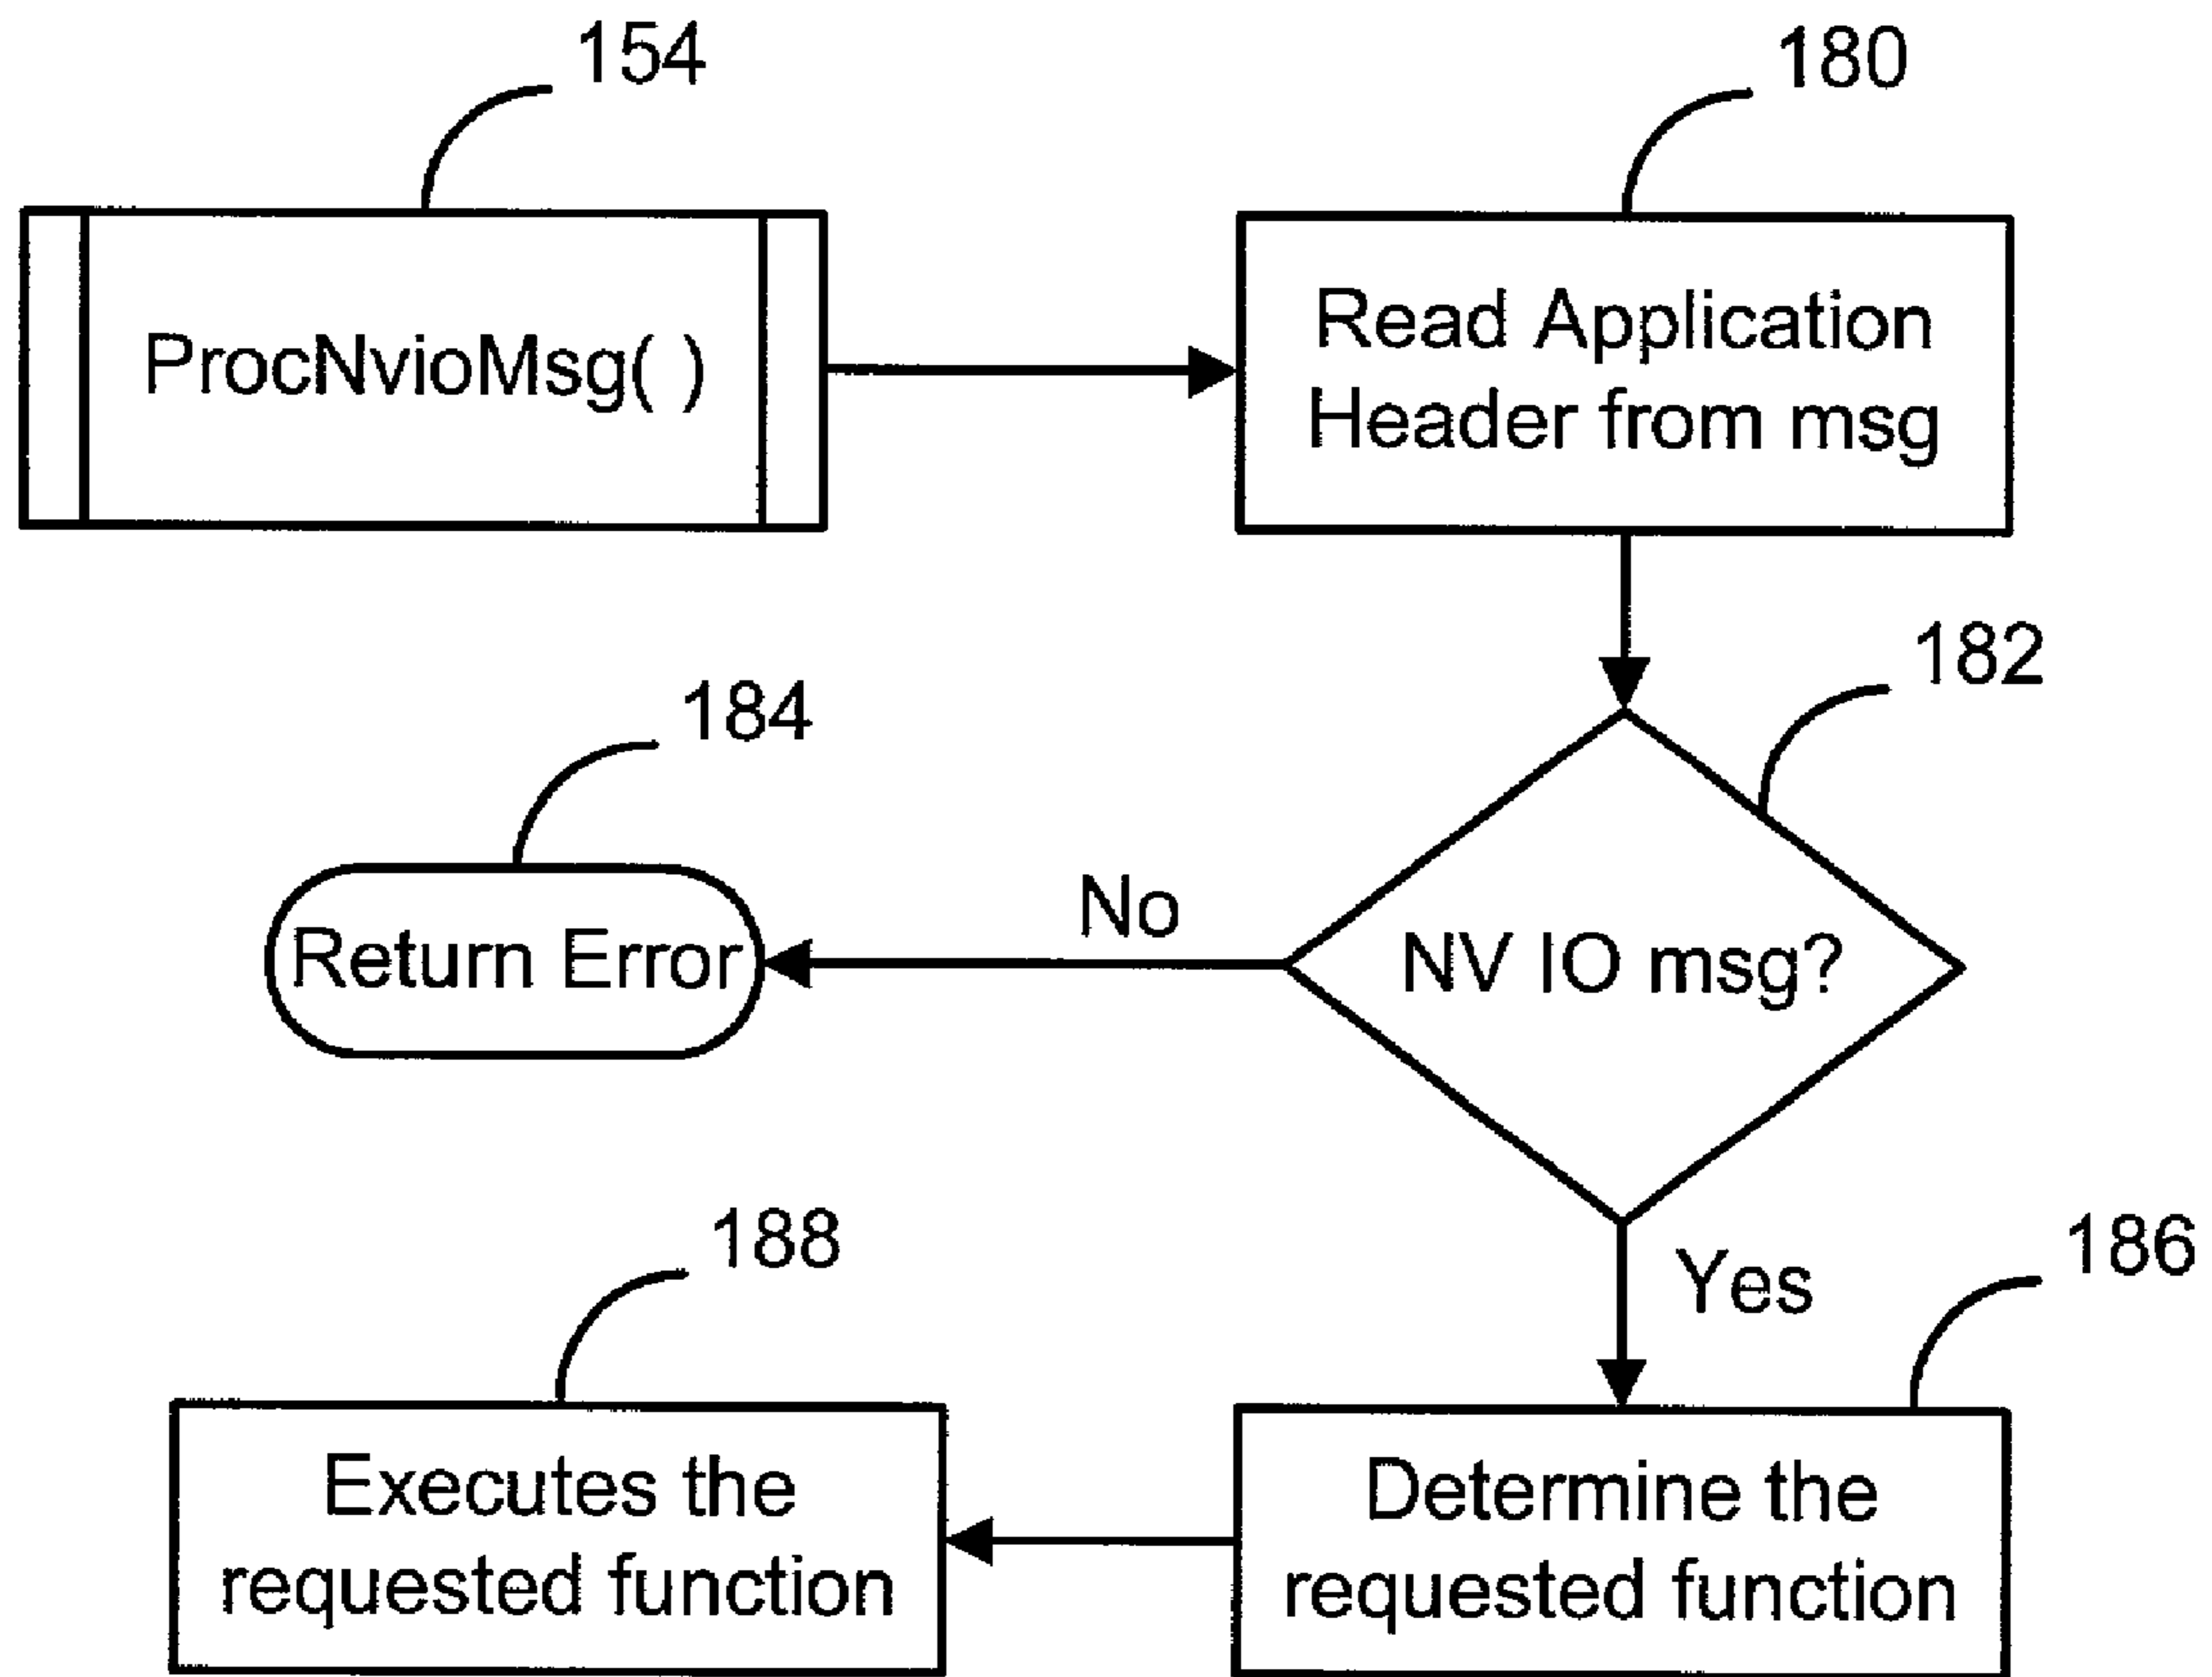 154
180
ProcNvioMsg( )
Read Application
Header from msg
182
184
No
NV IO msg?
Return Error
Yes
188
186
Executes the
requested function
Determine the
requested function